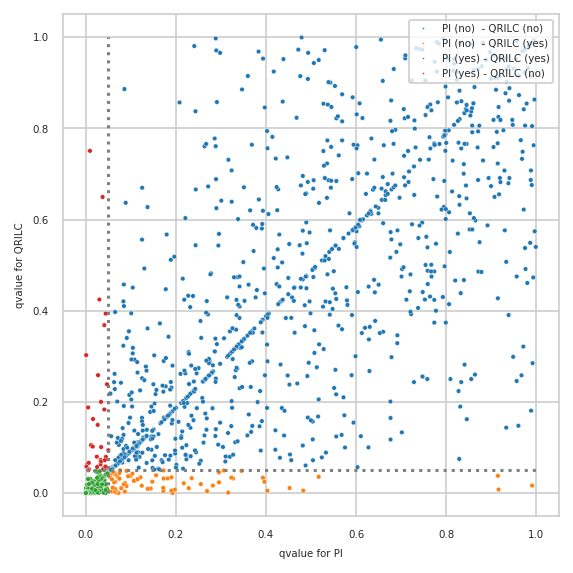 PI (no) - QRILC (no)
PI (no) - QRILC (yes)
PI (yes) - QRILC (yes)
PI (yes) - QRILC (no)
1.0
0.8
0.6
0.4
0.2
0.0
qvalue for QRILC
0.0 0.2 0.4 0.6 0.8 1.0
qvalue for PI